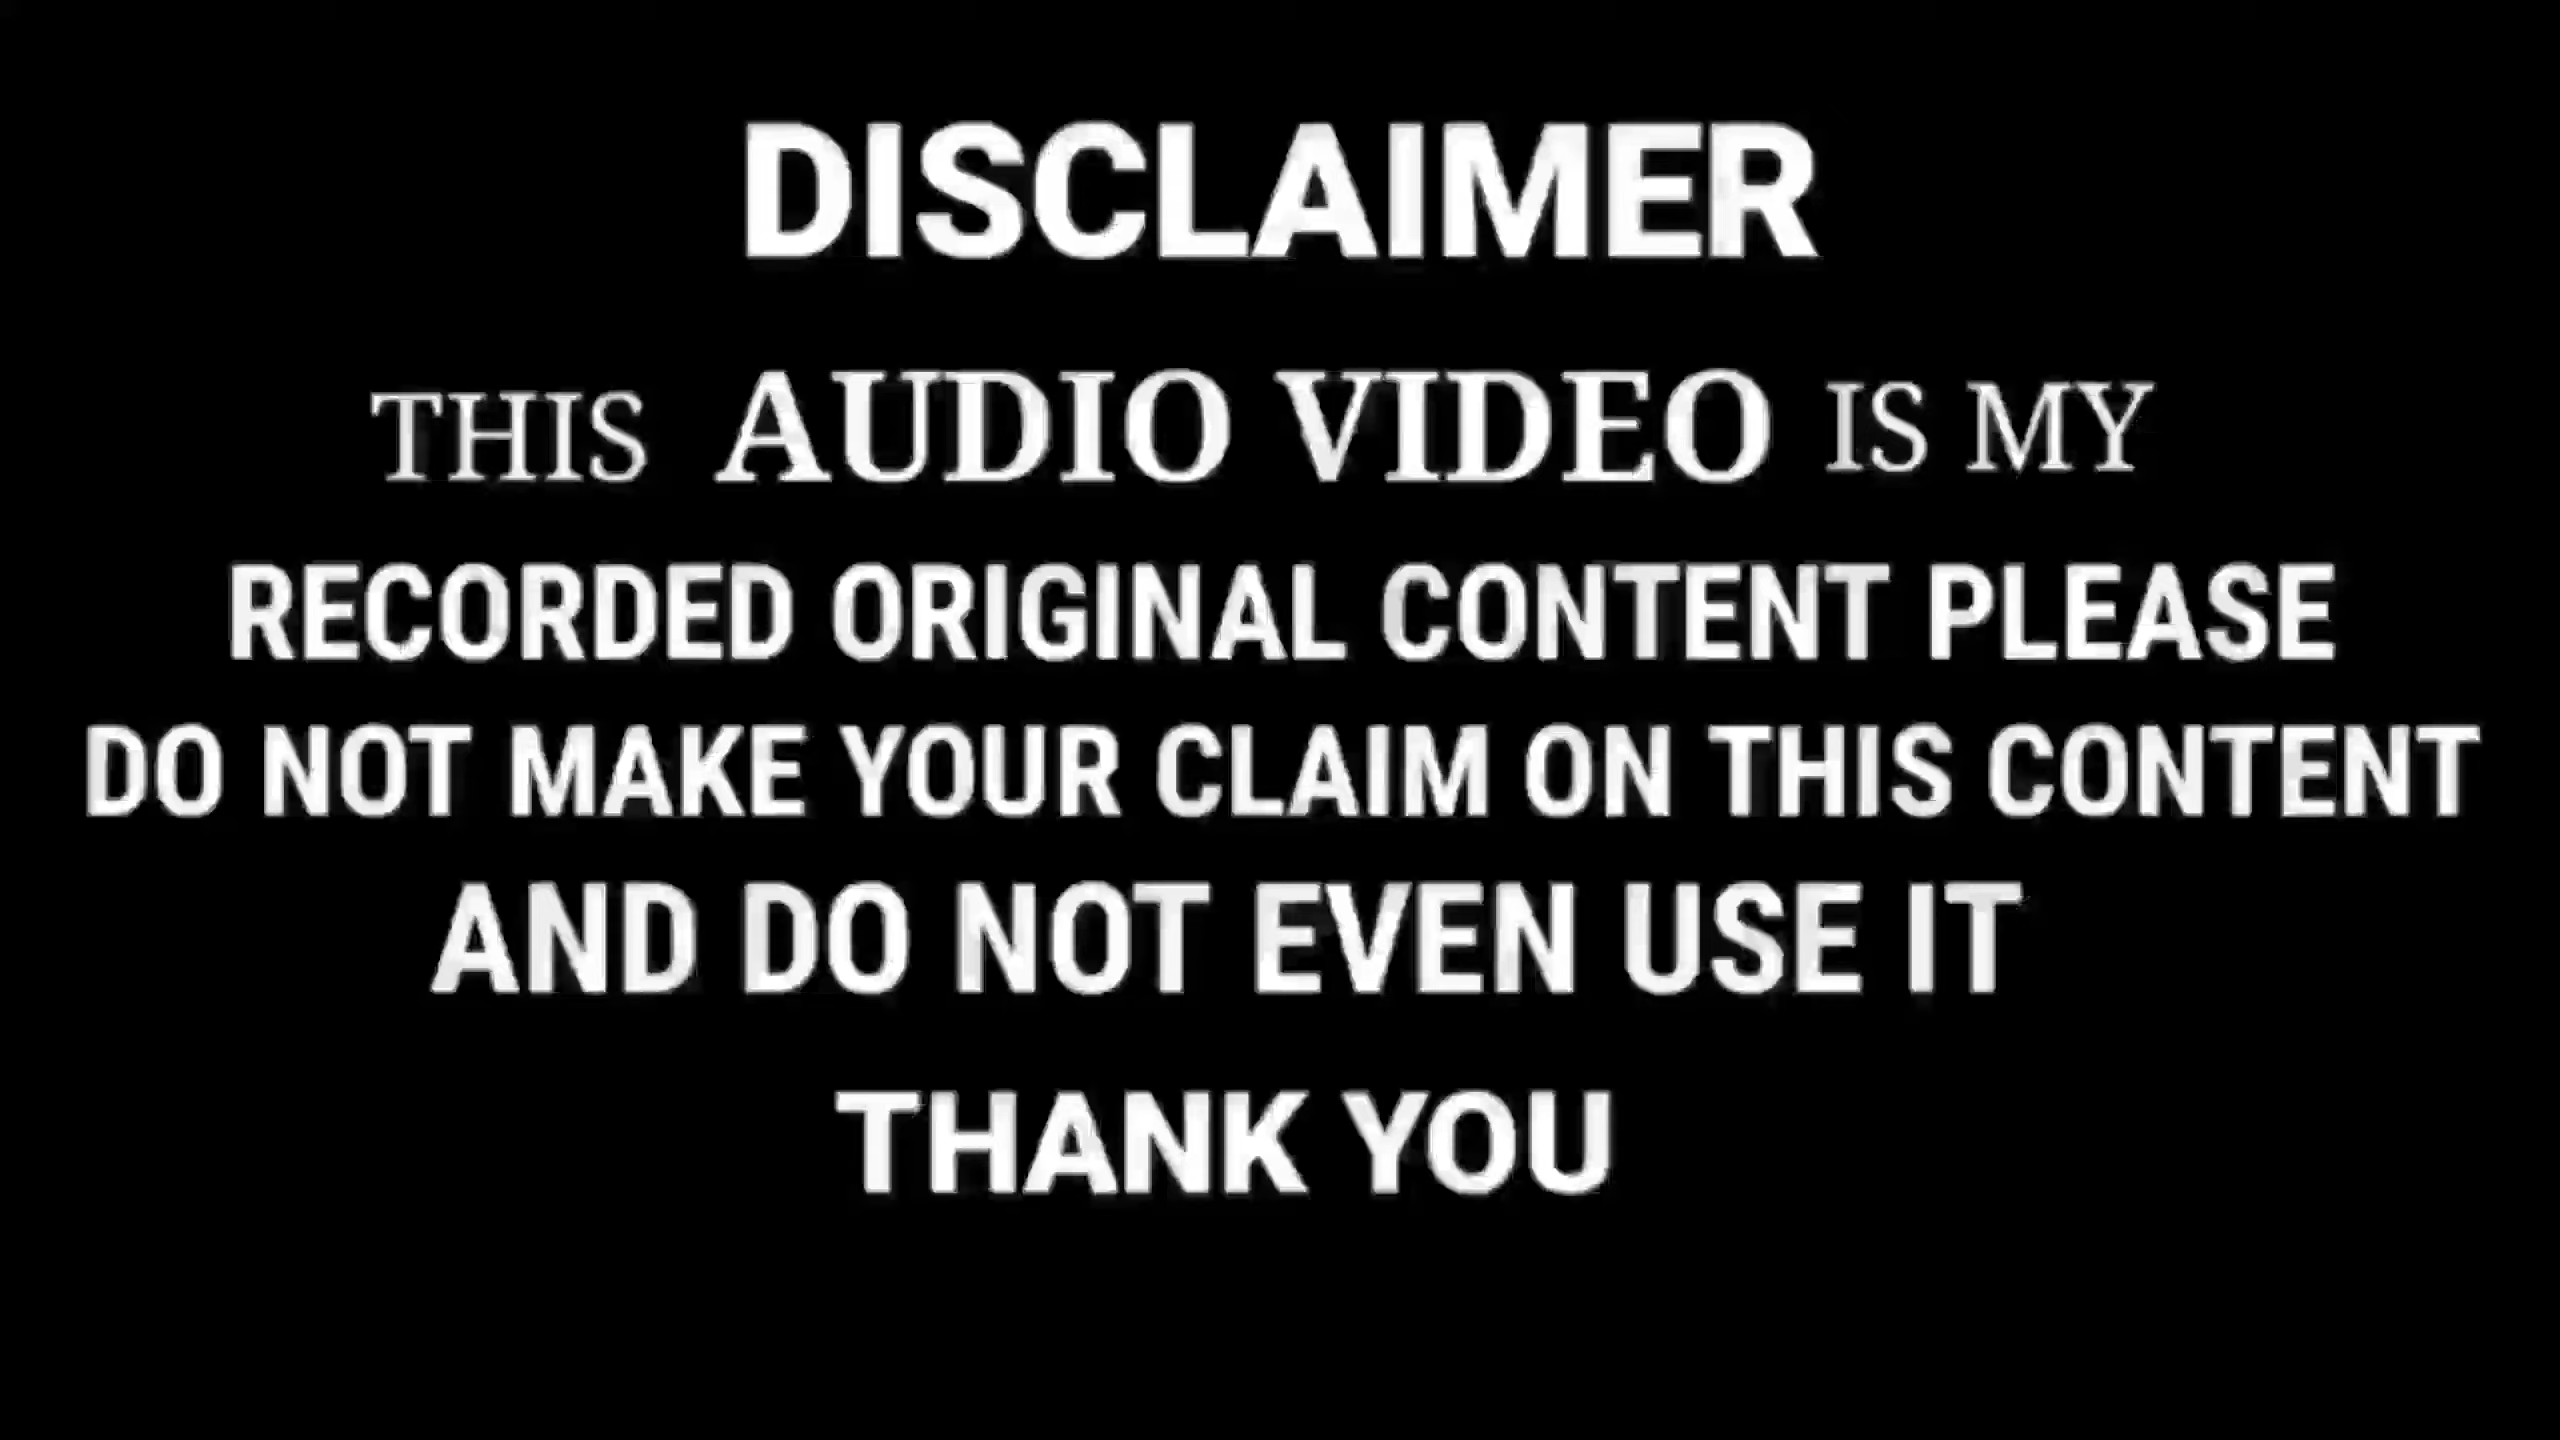 DISCLAIMER
THIS AUDIO VIDEO IS MY
RECORDED ORIGINAL CONTENT PLEASE
DO NOT MAKE YOUR CLAIM ON THIS CONTENT
AND DO NOT EVEN USE IT
THANK YOU